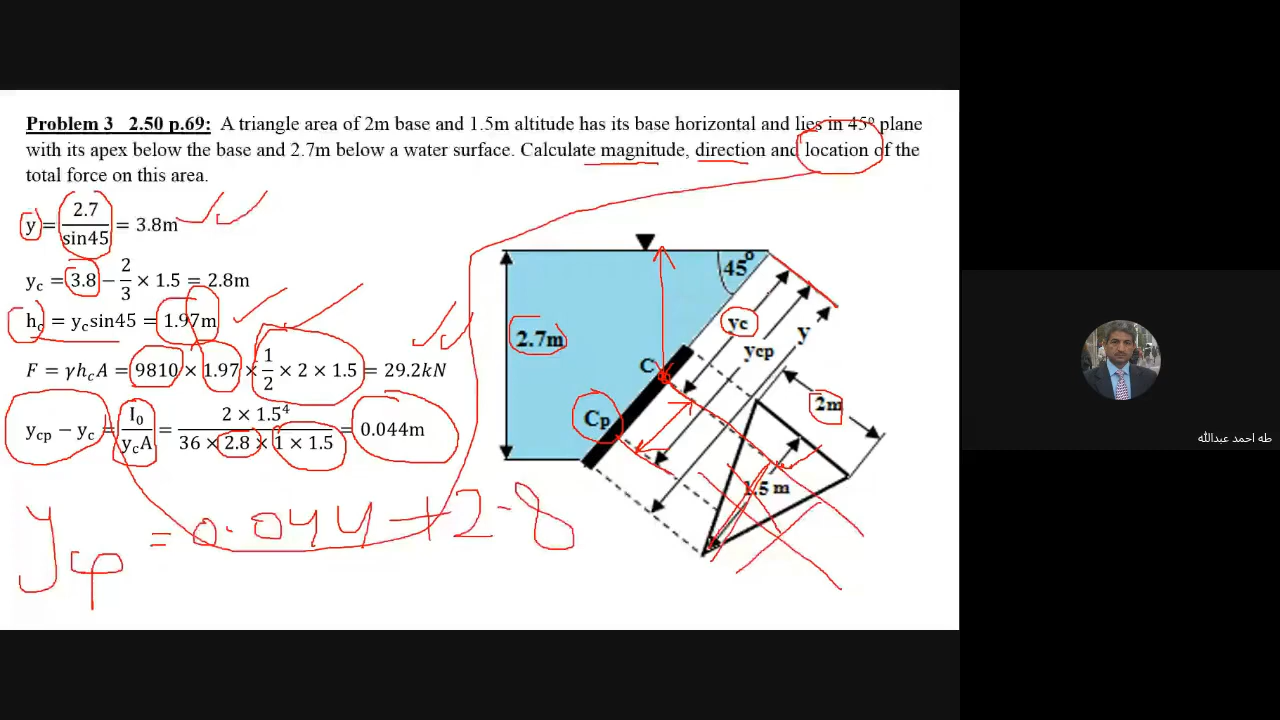 Problem 3 2.50 p.69: A triangle area of 2m base and 1.5m altitude has its base horizontal and lies in 45° plane
with its apex below the base and 2.7m below a water surface. Calculate magnitude, direction and location of the
total force on this area.
y = 2.7 / sin45 = 3.8m
yc = 3.8 − 2/3 × 1.5 = 2.8m
hc = ycsin45 = 1.97m
F = γhcA = 9810 × 1.97 × 1/2 × 2 × 1.5 = 29.2kN
ycp − yc = I0 / ycA = 2 × 1.5⁴ / 36 × 2.8 × 1 × 1.5 = 0.044m
ycp = 0.044 + 2.8
45°
2.7m
yc
ycp
y
C
Cp
2m
1.5 m
طه احمد عبدالله